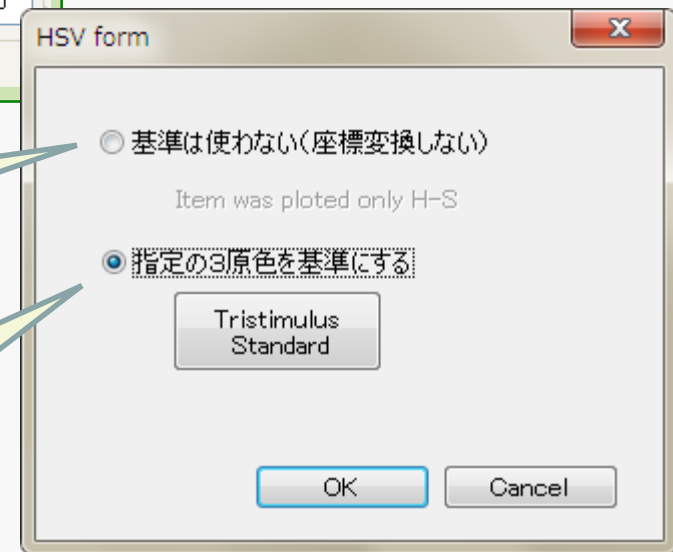 HSV form
基準は使わない(座標変換しない)
Item was ploted only H-S
指定の3原色を基準にする
Tristimulus
Standard
OK
Cancel